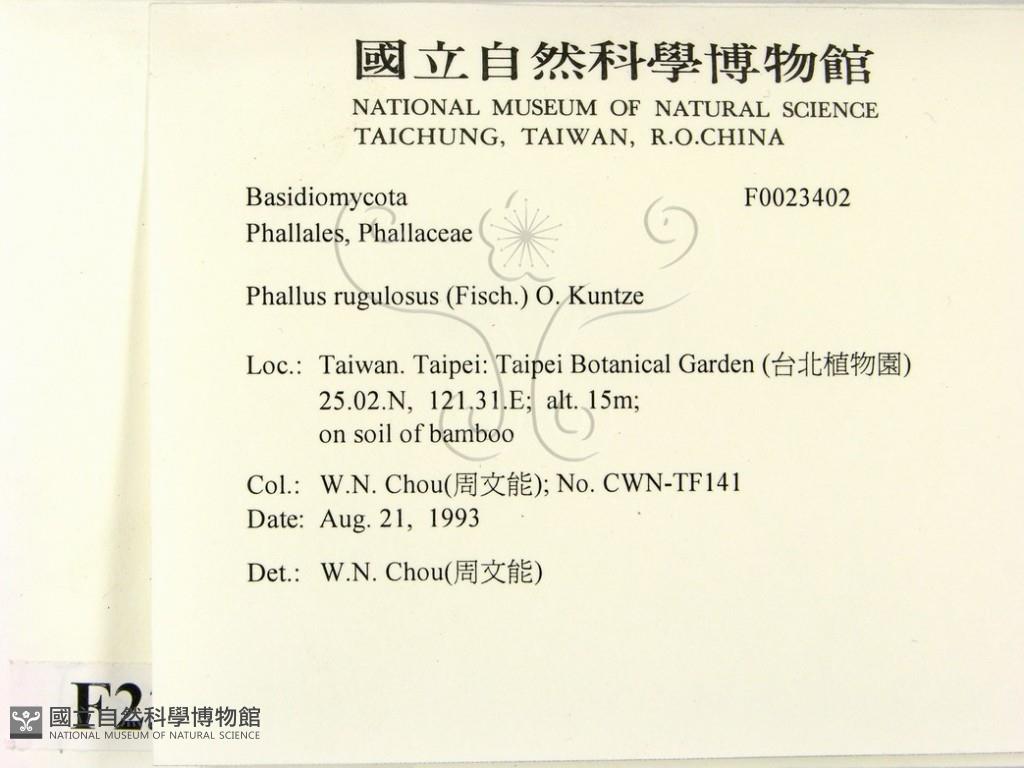 國立自然科學博物館
NATIONAL MUSEUM OF NATURAL SCIENCE
TAICHUNG, TAIWAN, R.O.CHINA
Basidiomycota F0023402
Phallales, Phallaceae
Phallus rugulosus (Fisch.) O. Kuntze
Loc.: Taiwan. Taipei: Taipei Botanical Garden (台北植物園)
25.02.N, 121.31.E; alt. 15m;
on soil of bamboo
Col.: W.N. Chou(周文能); No. CWN-TF141
Date: Aug. 21, 1993
Det.: W.N. Chou(周文能)
國立自然科學博物館
NATIONAL MUSEUM OF NATURAL SCIENCE